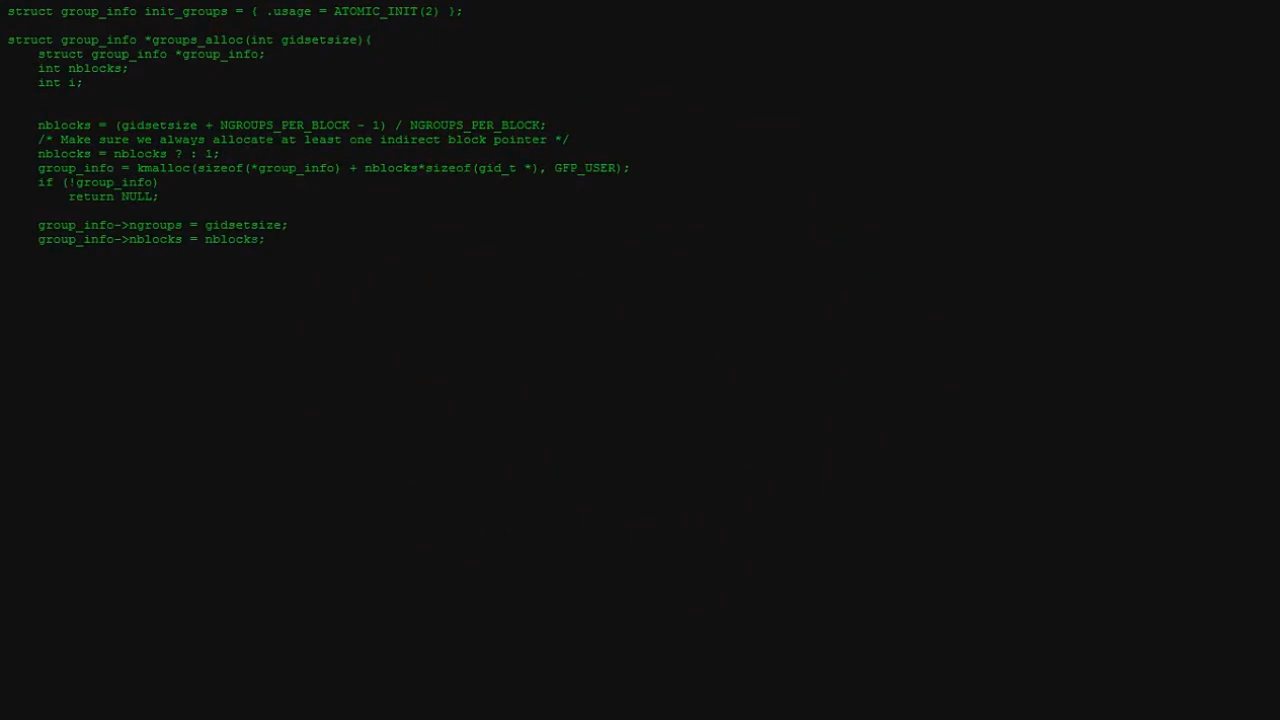 struct group_info init_groups = { .usage = ATOMIC_INIT(2) };
struct group_info *groups_alloc(int gidsetsize){
    struct group_info *group_info;
    int nblocks;
    int i;
    nblocks = (gidsetsize + NGROUPS_PER_BLOCK - 1) / NGROUPS_PER_BLOCK;
    /* Make sure we always allocate at least one indirect block pointer */
    nblocks = nblocks ? : 1;
    group_info = kmalloc(sizeof(*group_info) + nblocks*sizeof(gid_t *), GFP_USER);
    if (!group_info)
        return NULL;
    group_info->ngroups = gidsetsize;
    group_info->nblocks = nblocks;